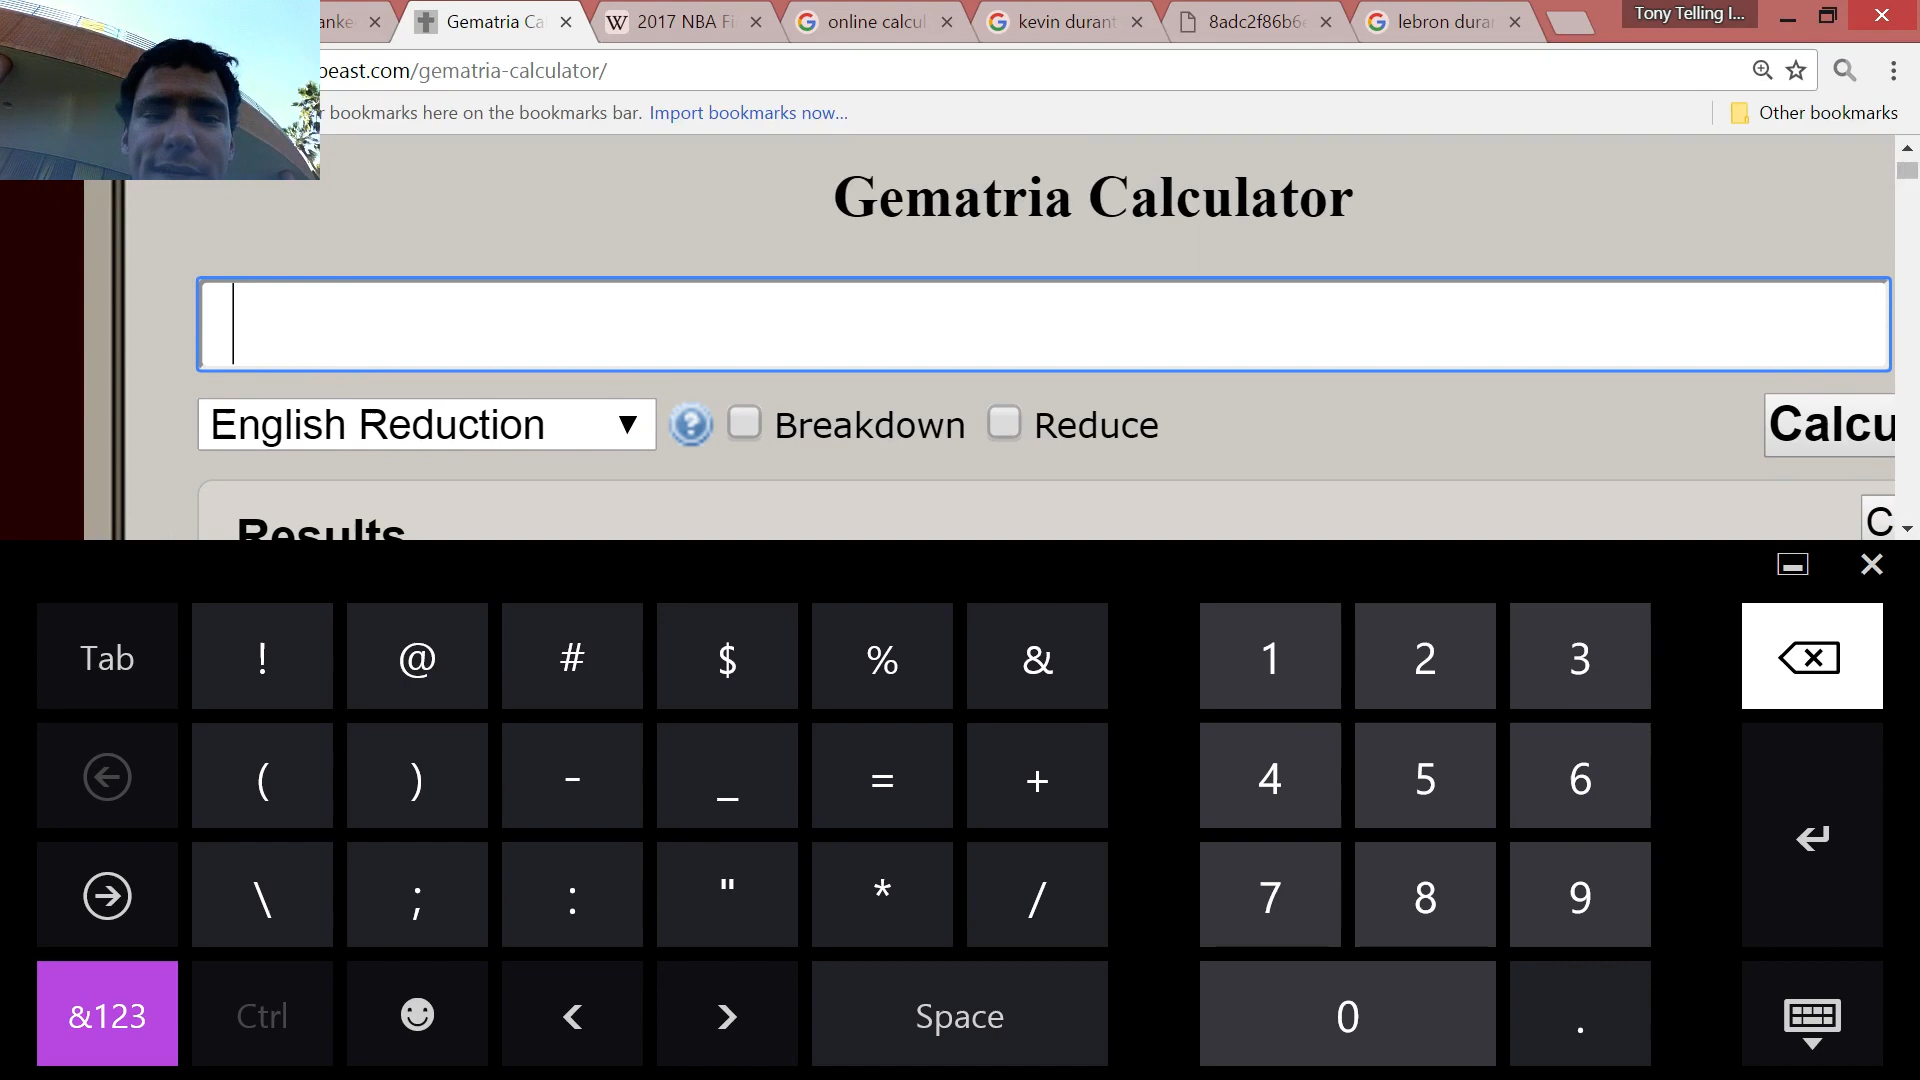 anke
Gematria Ca
2017 NBA Fi
online calcul
kevin durant
8adc2f86b6
lebron duran
Tony Telling I...
beast.com/gematria-calculator/
r bookmarks here on the bookmarks bar. Import bookmarks now...
Other bookmarks
Gematria Calculator
English Reduction
Breakdown
Reduce
Calcu
Results
C
Tab ! @ # $ % & 1 2 3
( ) - _ = + 4 5 6
\ ; : " * / 7 8 9
&123 Ctrl < > Space 0 .